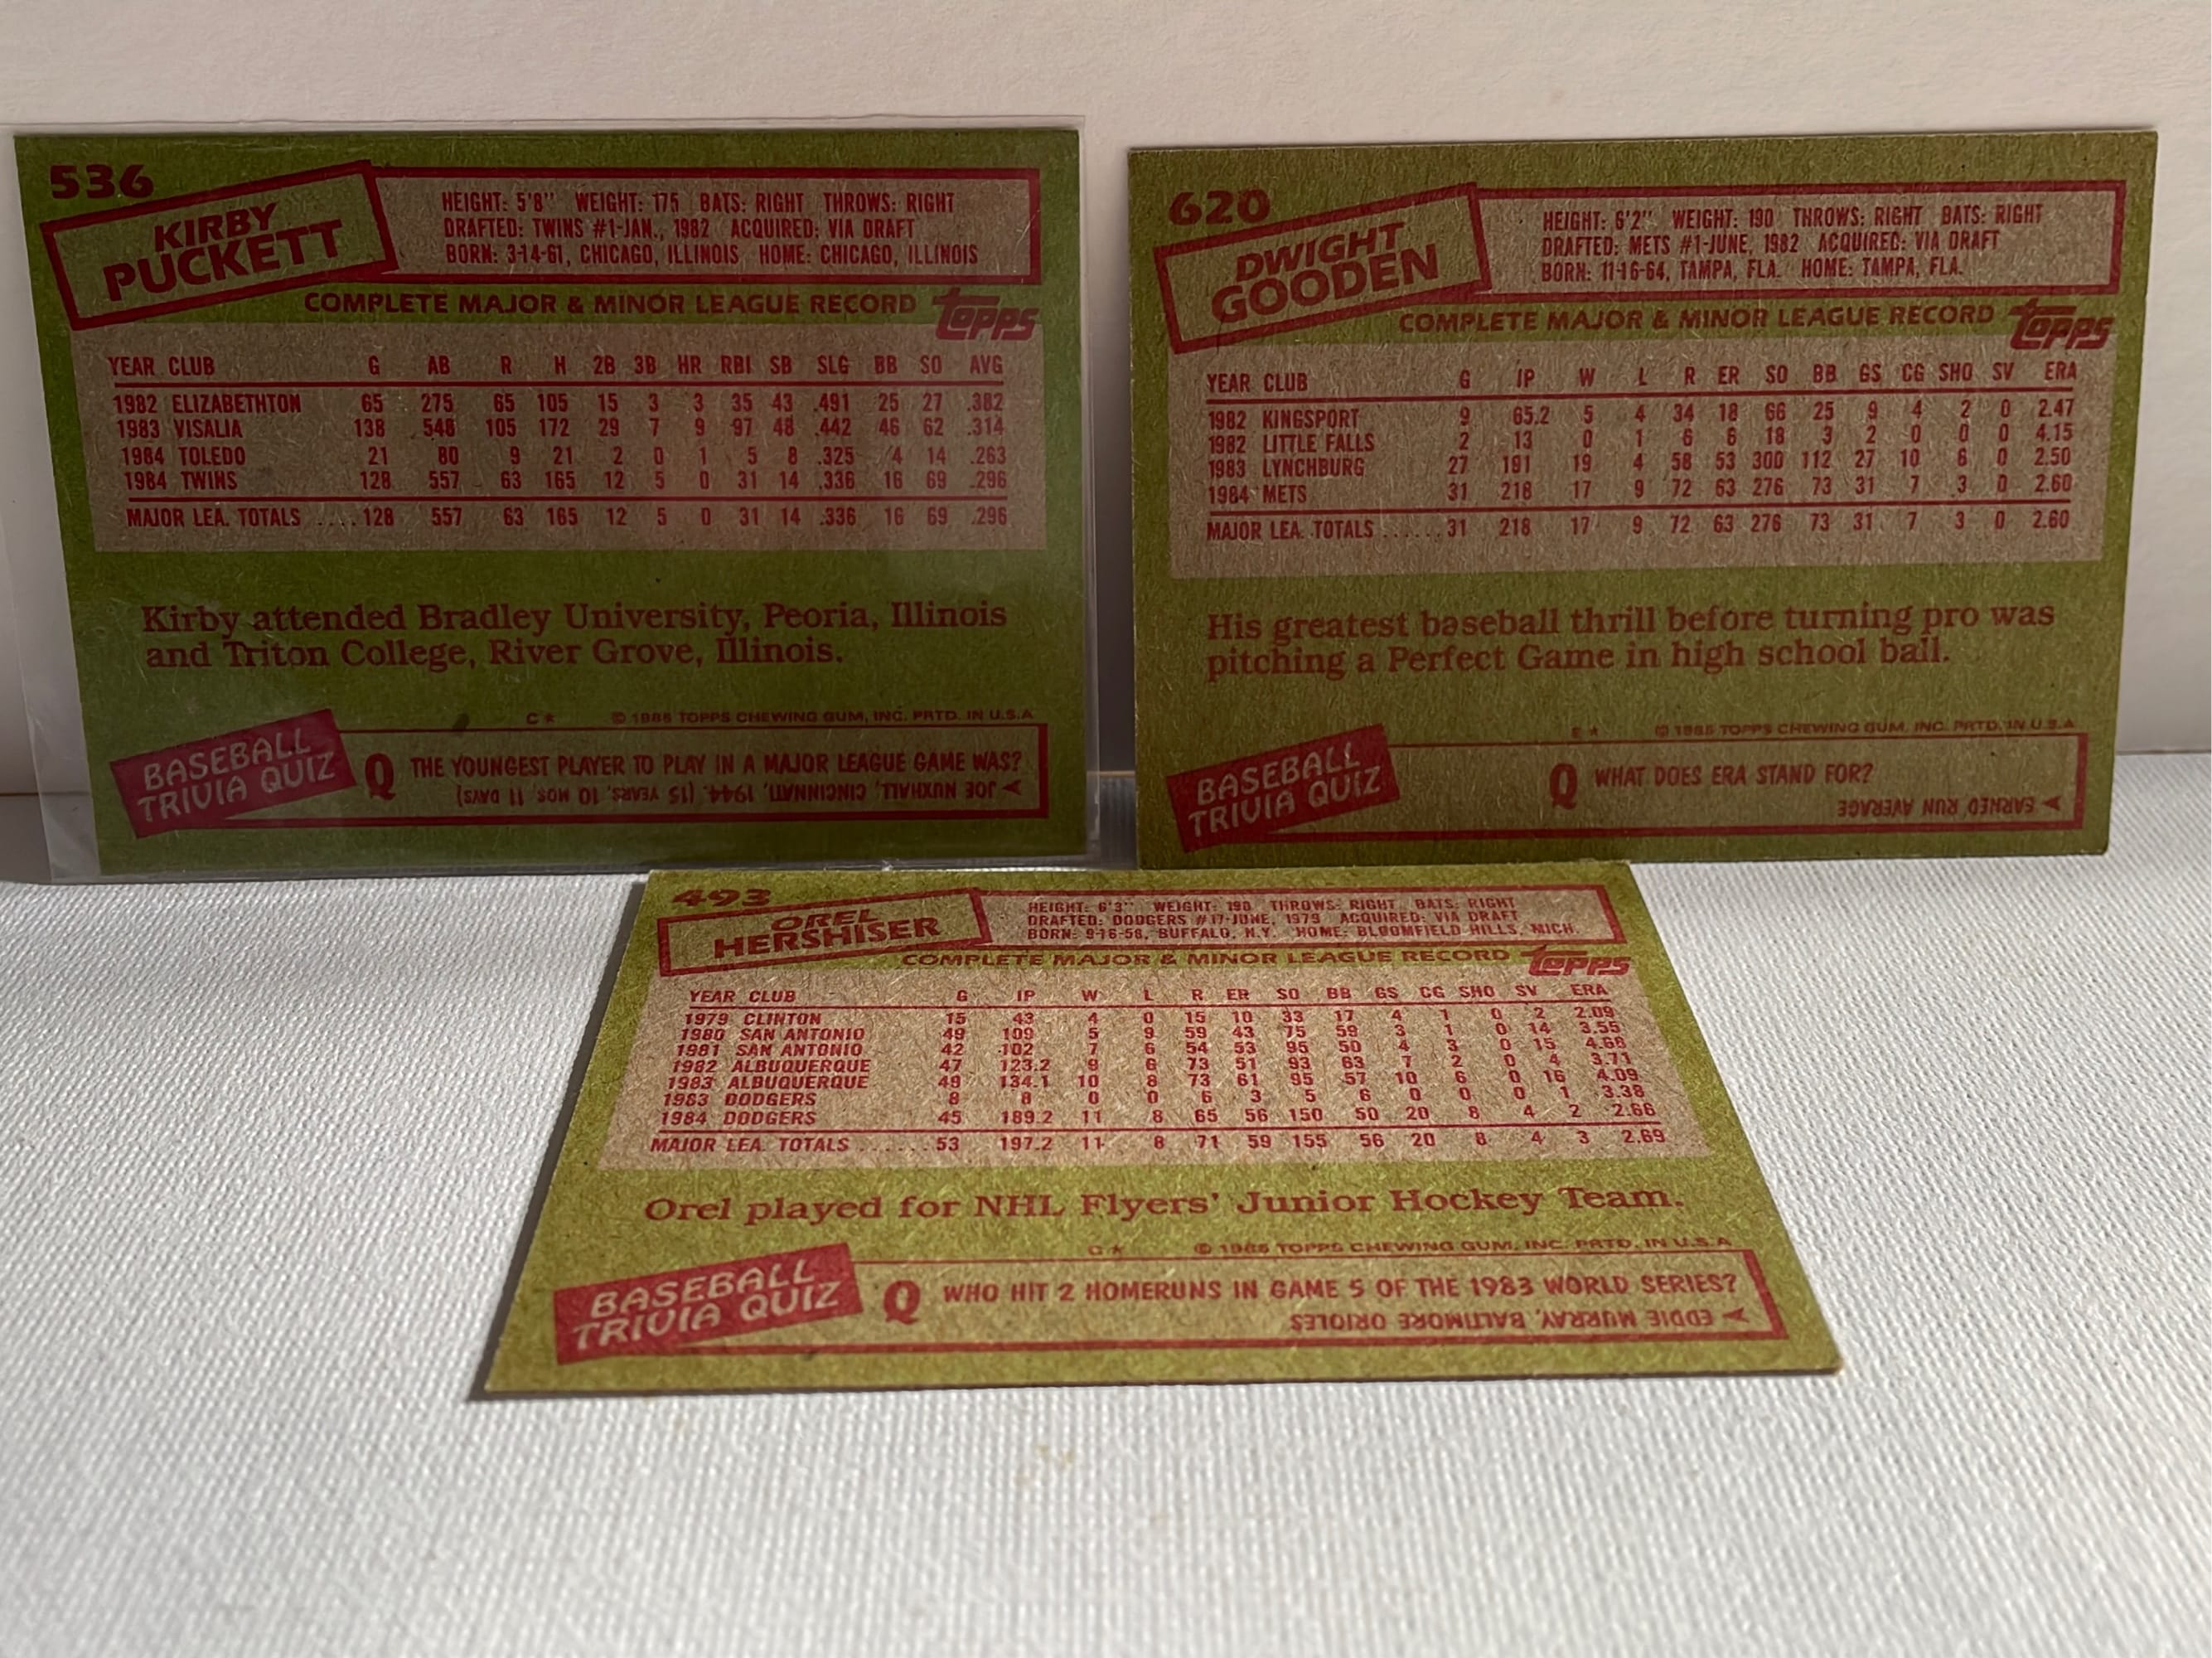 536
KIRBY
PUCKETT
HEIGHT: 5'8" WEIGHT: 175 BATS: RIGHT THROWS: RIGHT
DRAFTED: TWINS #1-JAN., 1982 ACQUIRED: VIA DRAFT
BORN: 3-14-61, CHICAGO, ILLINOIS HOME: CHICAGO, ILLINOIS
COMPLETE MAJOR & MINOR LEAGUE RECORD
Topps
YEAR CLUB G AB R H 2B 3B HR RBI SB SLG BB SO AVG
1982 ELIZABETHTON 65 275 65 105 15 3 3 35 43 .491 25 27 .382
1983 VISALIA 138 548 105 172 29 7 9 97 48 .442 46 62 .314
1984 TOLEDO 21 80 9 21 2 0 1 5 8 .325 4 14 .263
1984 TWINS 128 557 63 165 12 5 0 31 14 .336 16 69 .296
MAJOR LEA. TOTALS ....128 557 63 165 12 5 0 31 14 .336 16 69 .296
Kirby attended Bradley University, Peoria, Illinois
and Triton College, River Grove, Illinois.
C★ © 1985 TOPPS CHEWING GUM, INC. PRTD. IN U.S.A.
BASEBALL
TRIVIA QUIZ
Q THE YOUNGEST PLAYER TO PLAY IN A MAJOR LEAGUE GAME WAS?
JOE NUXHALL, CINCINNATI, 1944. (15 YEARS, 10 MOS, 11 DAYS)
620
DWIGHT
GOODEN
HEIGHT: 6'2" WEIGHT: 190 THROWS: RIGHT BATS: RIGHT
DRAFTED: METS #1-JUNE, 1982 ACQUIRED: VIA DRAFT
BORN: 11-16-64, TAMPA, FLA. HOME: TAMPA, FLA.
COMPLETE MAJOR & MINOR LEAGUE RECORD
Topps
YEAR CLUB G IP W L R ER SO BB GS CG SHO SV ERA
1982 KINGSPORT 9 65.2 5 4 34 18 66 25 9 4 2 0 2.47
1982 LITTLE FALLS 2 13 0 1 6 6 18 3 2 0 0 0 4.15
1983 LYNCHBURG 27 191 19 4 58 53 300 112 27 10 6 0 2.50
1984 METS 31 218 17 9 72 63 276 73 31 7 3 0 2.60
MAJOR LEA. TOTALS ......31 218 17 9 72 63 276 73 31 7 3 0 2.60
His greatest baseball thrill before turning pro was
pitching a Perfect Game in high school ball.
E★ © 1985 TOPPS CHEWING GUM, INC. PRTD. IN U.S.A.
BASEBALL
TRIVIA QUIZ
Q WHAT DOES ERA STAND FOR?
EARNED RUN AVERAGE
493
OREL
HERSHISER
HEIGHT: 6'3" WEIGHT: 190 THROWS: RIGHT BATS: RIGHT
DRAFTED: DODGERS #17-JUNE, 1979 ACQUIRED: VIA DRAFT
BORN: 9-16-58, BUFFALO, N.Y. HOME: BLOOMFIELD HILLS, MICH.
COMPLETE MAJOR & MINOR LEAGUE RECORD
Topps
YEAR CLUB G IP W L R ER SO BB GS CG SHO SV ERA
1979 CLINTON 15 43 4 0 15 10 33 17 4 1 0 2 2.09
1980 SAN ANTONIO 49 109 5 9 59 43 75 59 3 1 0 14 3.55
1981 SAN ANTONIO 42 102 7 6 54 53 95 50 4 3 0 15 4.68
1982 ALBUQUERQUE 47 123.2 9 6 73 51 93 63 7 2 0 4 3.71
1983 ALBUQUERQUE 49 134.1 10 8 73 61 95 57 10 6 0 16 4.09
1983 DODGERS 8 8 0 0 6 3 5 6 0 0 0 1 3.38
1984 DODGERS 45 189.2 11 8 65 56 150 50 20 8 4 2 2.66
MAJOR LEA. TOTALS ......53 197.2 11 8 71 59 155 56 20 8 4 3 2.69
Orel played for NHL Flyers' Junior Hockey Team.
★ © 1985 TOPPS CHEWING GUM, INC. PRTD. IN U.S.A.
BASEBALL
TRIVIA QUIZ
Q WHO HIT 2 HOMERUNS IN GAME 5 OF THE 1983 WORLD SERIES?
EDDIE MURRAY, BALTIMORE ORIOLES